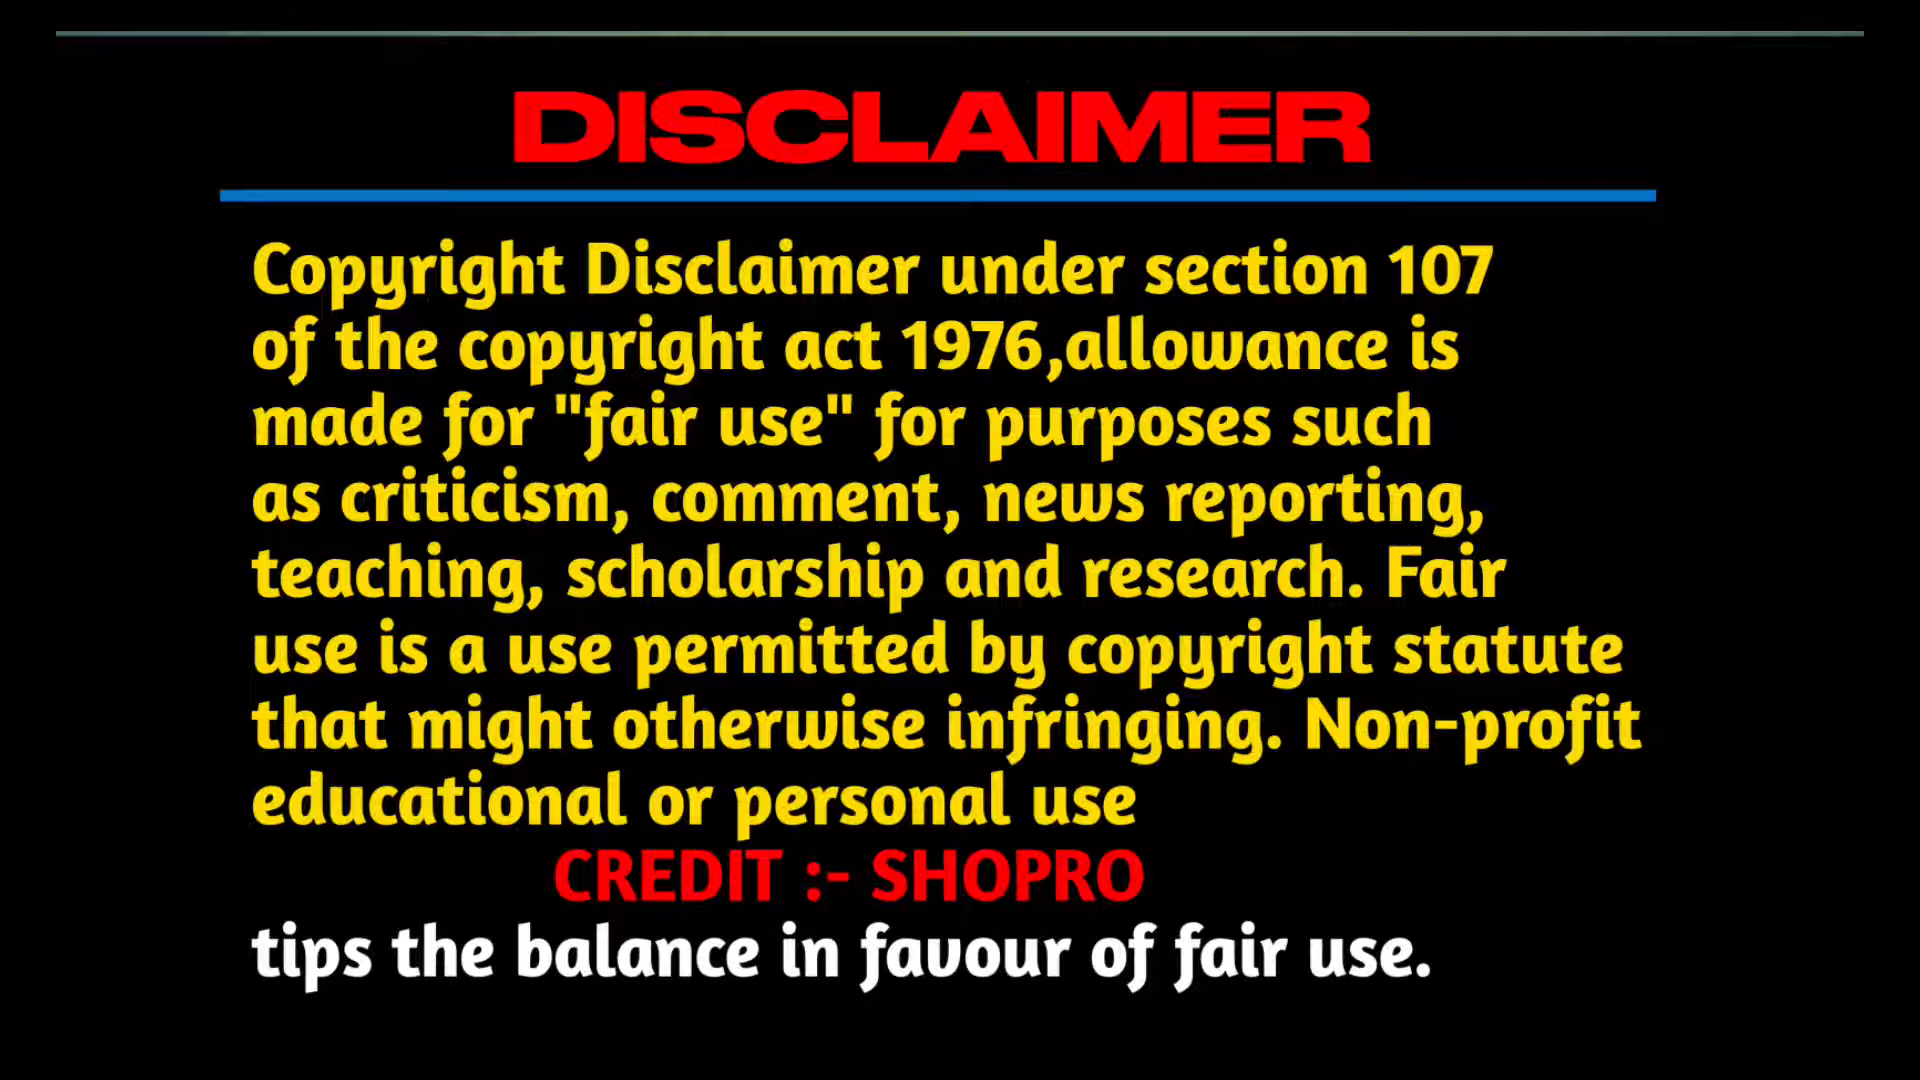 DISCLAIMER
Copyright Disclaimer under section 107
of the copyright act 1976,allowance is
made for "fair use" for purposes such
as criticism, comment, news reporting,
teaching, scholarship and research. Fair
use is a use permitted by copyright statute
that might otherwise infringing. Non-profit
educational or personal use
CREDIT :- SHOPRO
tips the balance in favour of fair use.